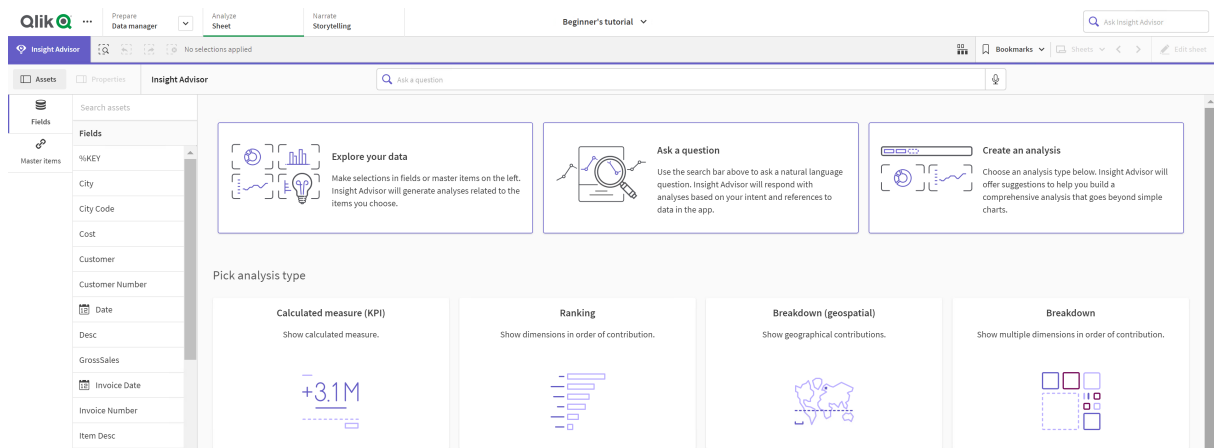 Qlik
Prepare
Data manager
Analyze
Sheet
Narrate
Storytelling
Beginner's tutorial
Ask Insight Advisor
Insight Advisor
No selections applied
Bookmarks
Sheets
Edit sheet
Assets
Properties
Insight Advisor
Ask a question
Fields
Master items
Search assets
Fields
%KEY
City
City Code
Cost
Customer
Customer Number
Date
Desc
GrossSales
Invoice Date
Invoice Number
Item Desc
Explore your data
Make selections in fields or master items on the left.
Insight Advisor will generate analyses related to the
items you choose.
Ask a question
Use the search bar above to ask a natural language
question. Insight Advisor will respond with
analyses based on your intent and references to
data in the app.
Create an analysis
Choose an analysis type below. Insight Advisor will
offer suggestions to help you build a
comprehensive analysis that goes beyond simple
charts.
Pick analysis type
Calculated measure (KPI)
Show calculated measure.
+3.1M
Ranking
Show dimensions in order of contribution.
Breakdown (geospatial)
Show geographical contributions.
Breakdown
Show multiple dimensions in order of contribution.